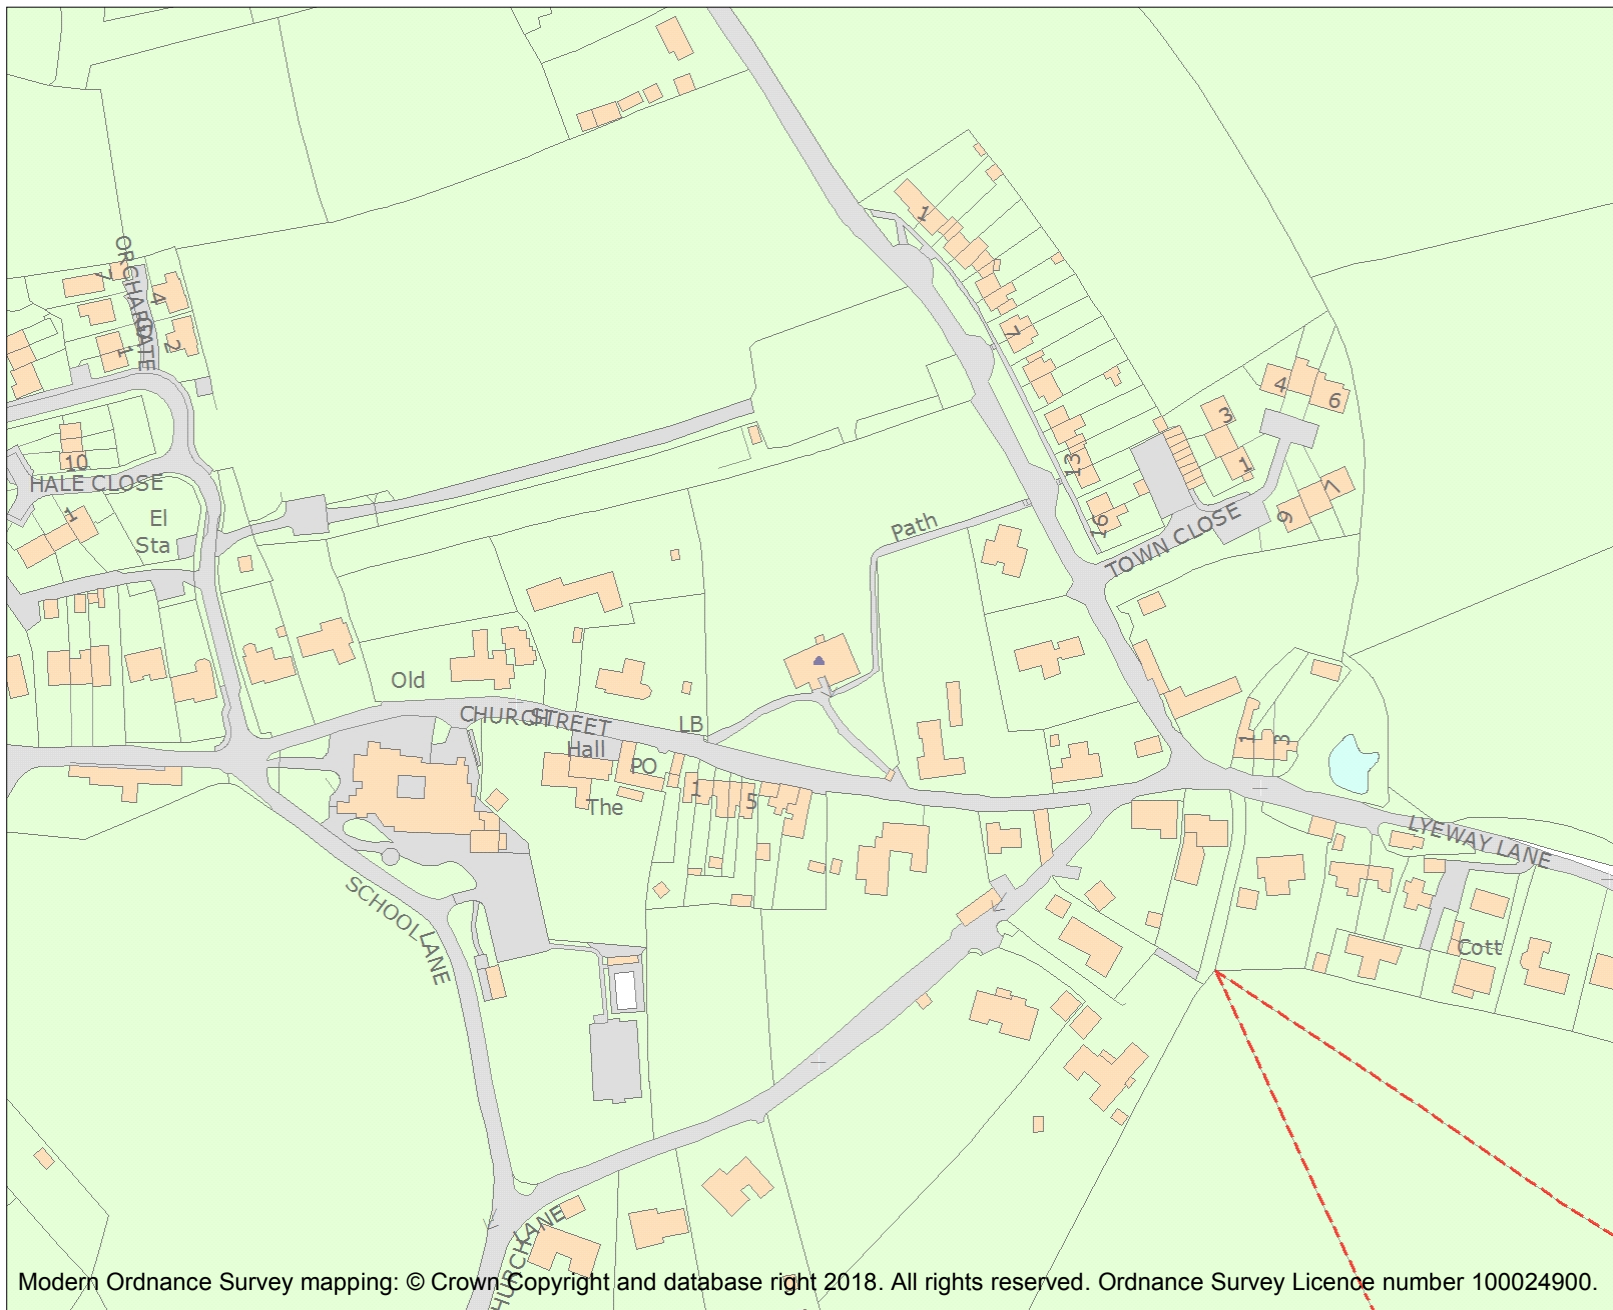 1
ORCHARD
GATE
7
4
1
2
7
4
6
3
1
13
10
HALE CLOSE
1
El
Sta
Path
16
TOWN CLOSE
7
9
Old
CHURCH STREET
LB
Hall
PO
The
1
5
1
3
LYEWAY LANE
SCHOOL LANE
Cott
CHURCH LANE
Modern Ordnance Survey mapping: © Crown Copyright and database right 2018. All rights reserved. Ordnance Survey Licence number 100024900.